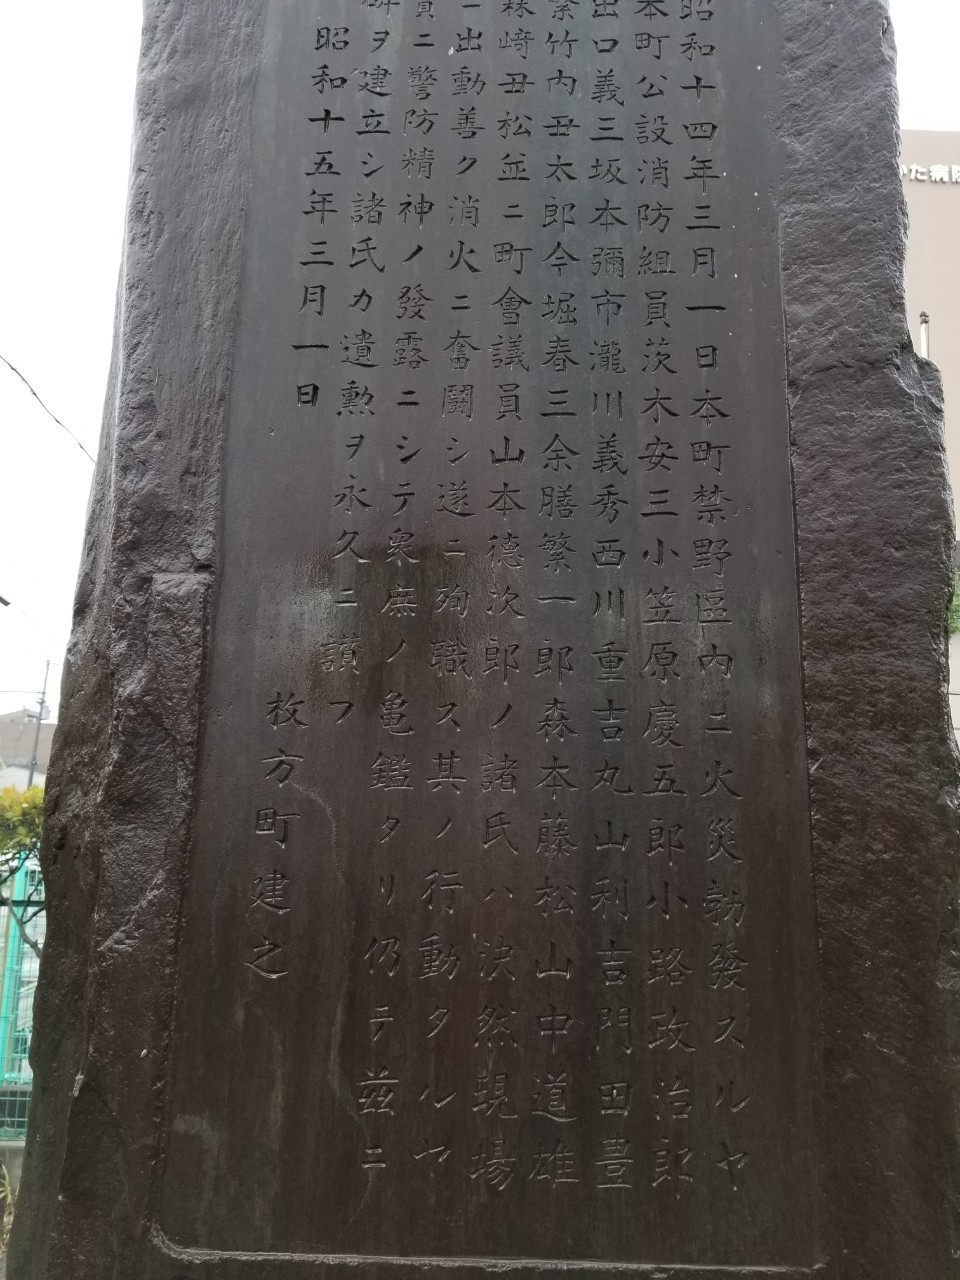 昭和十四年三月一日本町禁野區内ニ火災勃發スルヤ
本町公設消防組員茨木安三小笠原慶五郎小路政治郎
出口義三坂本彌市瀧川義秀西川重吉丸山利吉門田豊
繁竹内丑太郎今堀春三余膳繁一郎森本藤松山中道雄
森﨑丑松並ニ町會議員山本德次郎ノ諸氏ハ決然現場
ニ出動善ク消火ニ奮鬪シ遂ニ殉職ス其ノ行動タルヤ
ニ警防精神ノ發露ニシテ衆庶ノ亀鑑タリ仍テ茲ニ
碑ヲ建立シ諸氏カ遺勲ヲ永久ニ讃フ
昭和十五年三月一日
枚方町建之
かた病院